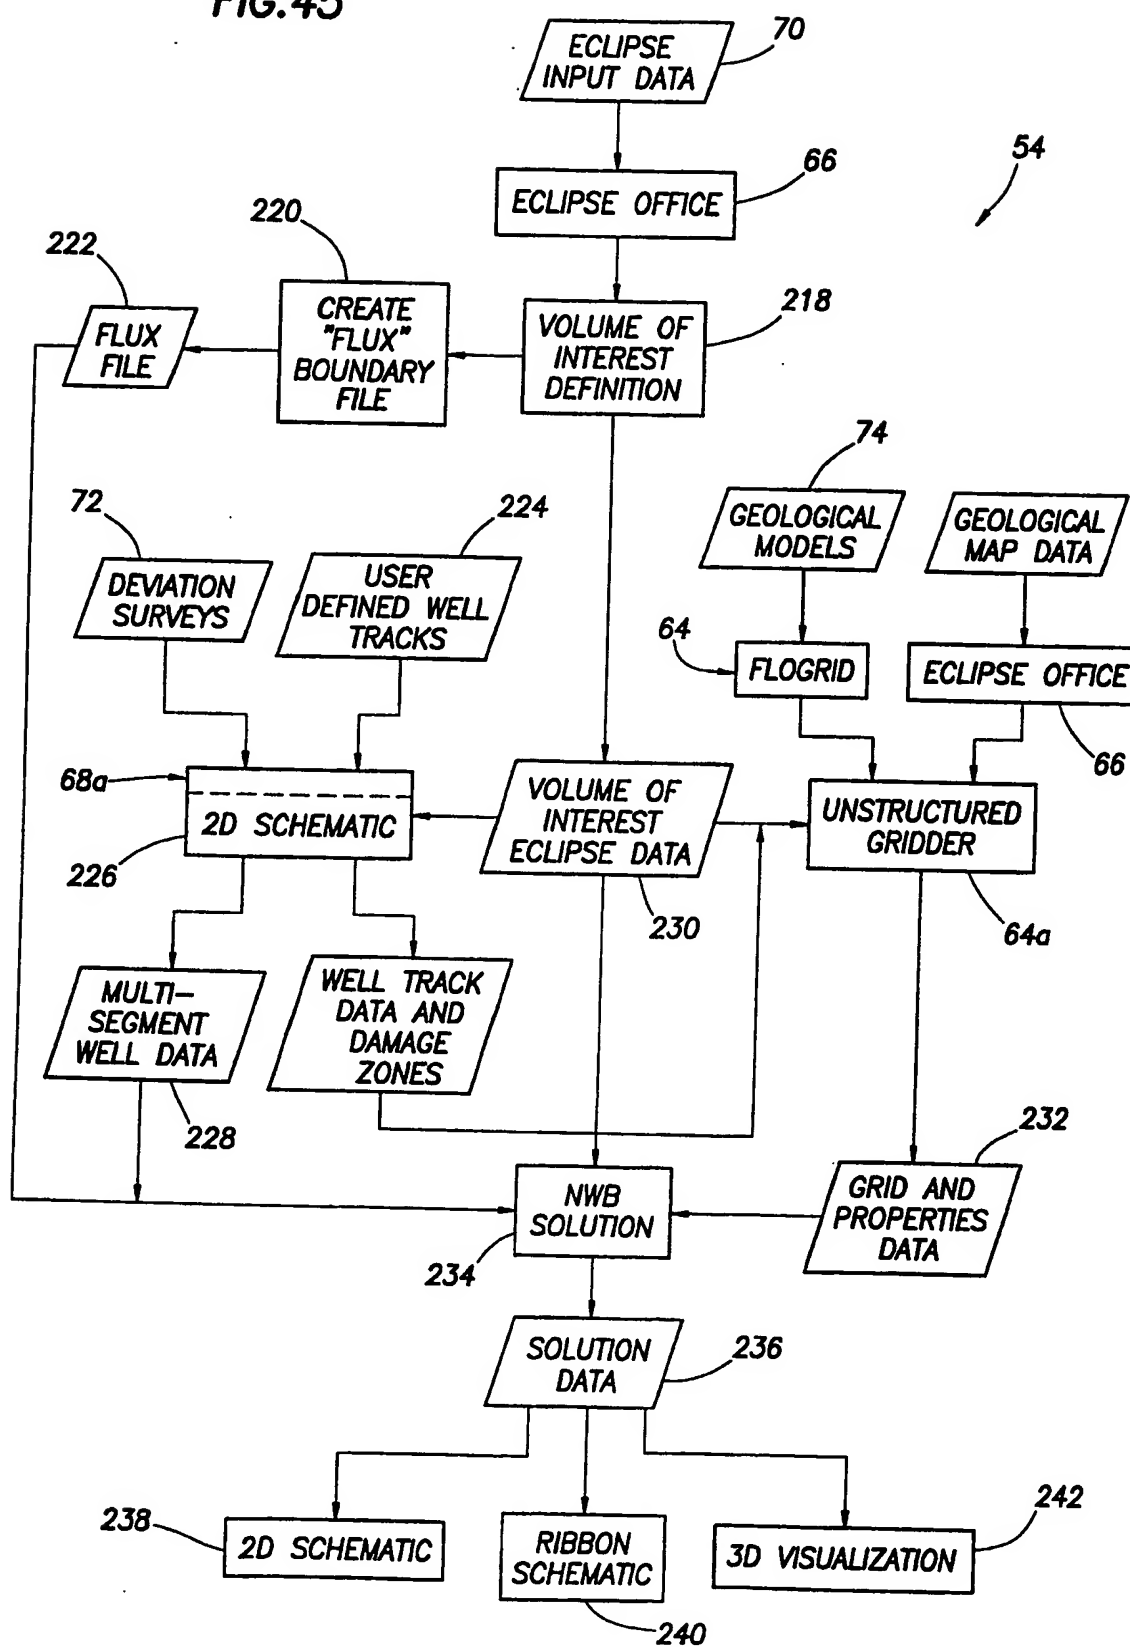 FIG.45
ECLIPSE
INPUT DATA
70
54
ECLIPSE OFFICE
66
220
222
CREATE
"FLUX"
BOUNDARY
FILE
FLUX
FILE
VOLUME OF
INTEREST
DEFINITION
218
74
GEOLOGICAL
MODELS
GEOLOGICAL
MAP DATA
72
224
DEVIATION
SURVEYS
USER
DEFINED WELL
TRACKS
64
FLOGRID
ECLIPSE OFFICE
66
68a
2D SCHEMATIC
226
VOLUME OF
INTEREST
ECLIPSE DATA
230
UNSTRUCTURED
GRIDDER
64a
MULTI-
SEGMENT
WELL DATA
228
WELL TRACK
DATA AND
DAMAGE
ZONES
232
GRID AND
PROPERTIES
DATA
NWB
SOLUTION
234
SOLUTION
DATA
236
238
2D SCHEMATIC
RIBBON
SCHEMATIC
240
3D VISUALIZATION
242